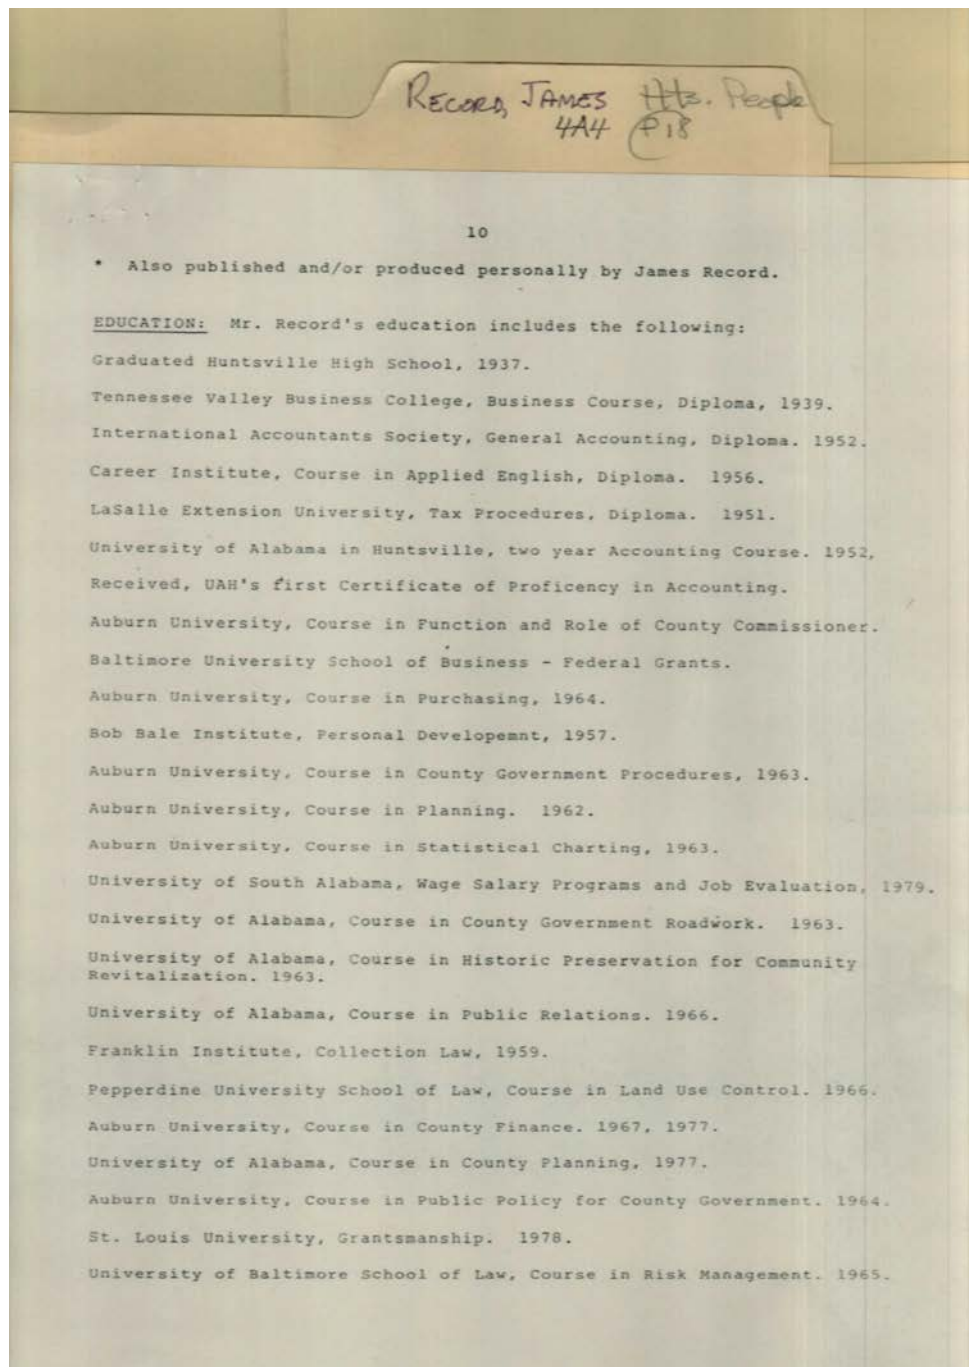 RECORD, JAMES Hts. People
4A4 P18
10
* Also published and/or produced personally by James Record.
EDUCATION: Mr. Record's education includes the following:
Graduated Huntsville High School, 1937.
Tennessee Valley Business College, Business Course, Diploma, 1939.
International Accountants Society, General Accounting, Diploma. 1952.
Career Institute, Course in Applied English, Diploma. 1956.
LaSalle Extension University, Tax Procedures, Diploma. 1951.
University of Alabama in Huntsville, two year Accounting Course. 1952,
Received, UAH's first Certificate of Proficency in Accounting.
Auburn University, Course in Function and Role of County Commissioner.
Baltimore University School of Business - Federal Grants.
Auburn University, Course in Purchasing, 1964.
Bob Bale Institute, Personal Developemnt, 1957.
Auburn University, Course in County Government Procedures, 1963.
Auburn University, Course in Planning. 1962.
Auburn University, Course in Statistical Charting, 1963.
University of South Alabama, Wage Salary Programs and Job Evaluation, 1979.
University of Alabama, Course in County Government Roadwork. 1963.
University of Alabama, Course in Historic Preservation for Community
Revitalization. 1963.
University of Alabama, Course in Public Relations. 1966.
Franklin Institute, Collection Law, 1959.
Pepperdine University School of Law, Course in Land Use Control. 1966.
Auburn University, Course in County Finance. 1967, 1977.
University of Alabama, Course in County Planning, 1977.
Auburn University, Course in Public Policy for County Government. 1964.
St. Louis University, Grantsmanship. 1978.
University of Baltimore School of Law, Course in Risk Management. 1965.